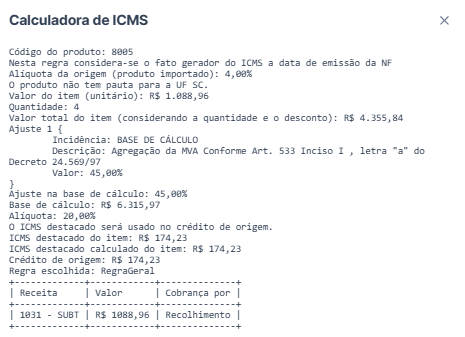 Calculadora de ICMS
Código do produto: 8005
Nesta regra considera-se o fato gerador do ICMS a data de emissão da NF
Alíquota da origem (produto importado): 4,00%
O produto não tem pauta para a UF SC.
Valor do item (unitário): R$ 1.088,96
Quantidade: 4
Valor total do item (considerando a quantidade e o desconto): R$ 4.355,84
Ajuste 1 {
Incidência: BASE DE CÁLCULO
Descrição: Agregação da MVA Conforme Art. 533 Inciso I , letra "a" do
Decreto 24.569/97
Valor: 45,00%
}
Ajuste na base de cálculo: 45,00%
Base de cálculo: R$ 6.315,97
Alíquota: 20,00%
O ICMS destacado será usado no crédito de origem.
ICMS destacado do item: R$ 174,23
ICMS destacado calculado do item: R$ 174,23
Crédito de origem: R$ 174,23
Regra escolhida: RegraGeral
+-------------+-----------+--------------+
| Receita | Valor | Cobrança por |
+-------------+-----------+--------------+
| 1031 - SUBT | R$ 1088,96 | Recolhimento |
+-------------+-----------+--------------+